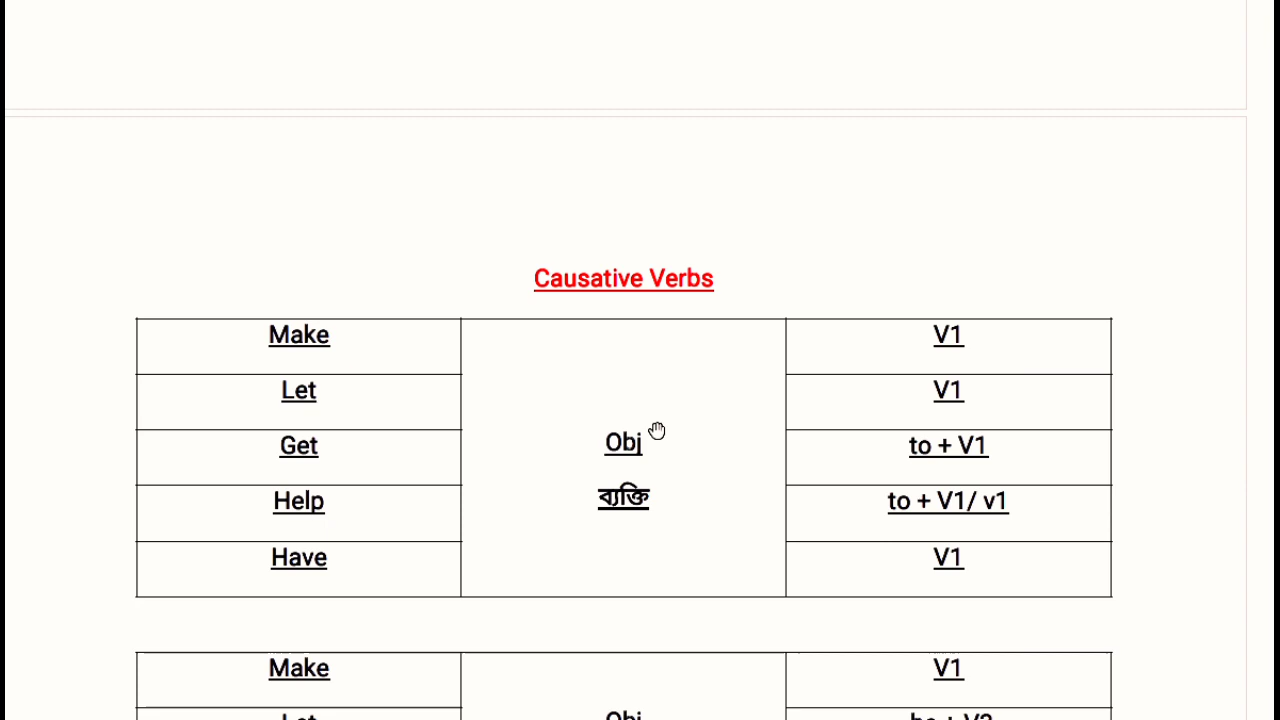 Causative Verbs
Make V1
Let V1
Get to + V1
Obj
ব্যক্তি
Help to + V1/ v1
Have V1
Make V1